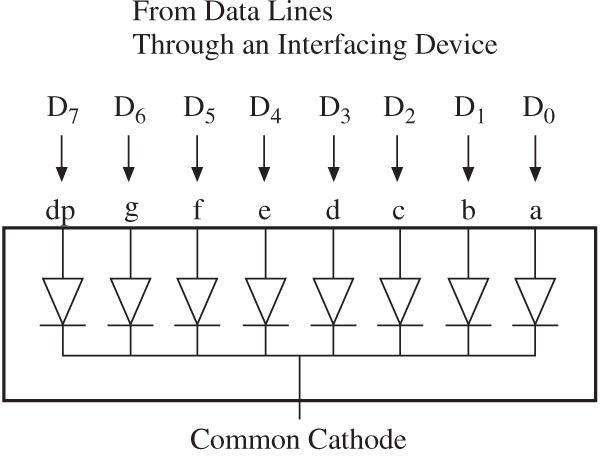 From Data Lines
Through an Interfacing Device
D7 D6 D5 D4 D3 D2 D1 D0
dp g f e d c b a
Common Cathode